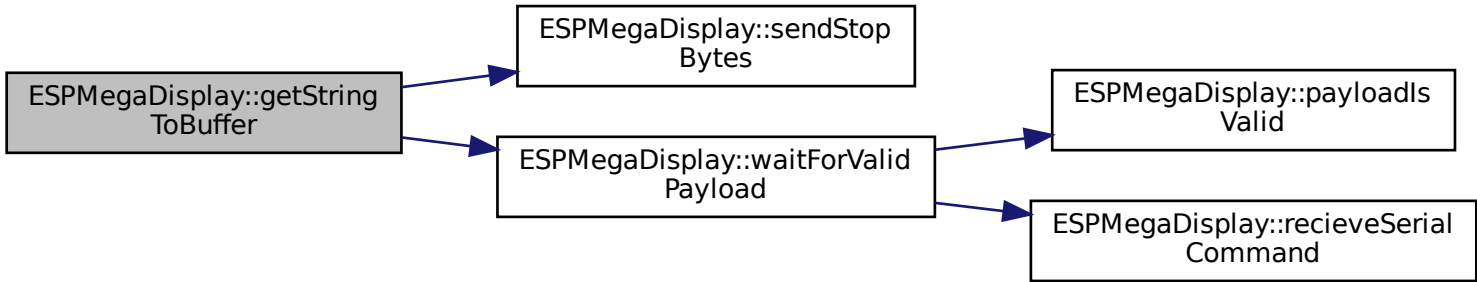 ESPMegaDisplay::getString
ToBuffer
ESPMegaDisplay::sendStop
Bytes
ESPMegaDisplay::waitForValid
Payload
ESPMegaDisplay::payloadIs
Valid
ESPMegaDisplay::recieveSerial
Command